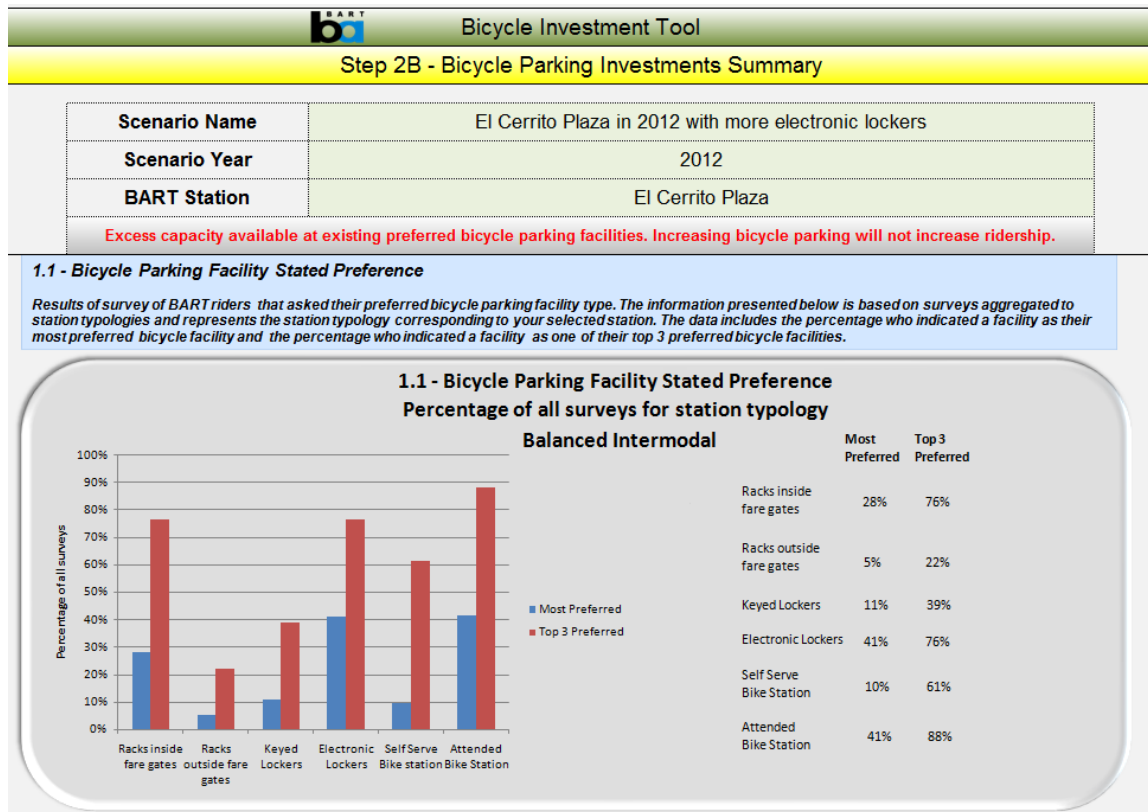 BART
ba
Bicycle Investment Tool
Step 2B - Bicycle Parking Investments Summary
Scenario Name
El Cerrito Plaza in 2012 with more electronic lockers
Scenario Year
2012
BART Station
El Cerrito Plaza
Excess capacity available at existing preferred bicycle parking facilities. Increasing bicycle parking will not increase ridership.
1.1 - Bicycle Parking Facility Stated Preference
Results of survey of BART riders that asked their preferred bicycle parking facility type. The information presented below is based on surveys aggregated to
station typologies and represents the station typology corresponding to your selected station. The data includes the percentage who indicated a facility as their
most preferred bicycle facility and the percentage who indicated a facility as one of their top 3 preferred bicycle facilities.
1.1 - Bicycle Parking Facility Stated Preference
Percentage of all surveys for station typology
Balanced Intermodal
Percentage of all surveys
100%
90%
80%
70%
60%
50%
40%
30%
20%
10%
0%
Racks inside
fare gates
Racks
outside fare
gates
Keyed
Lockers
Electronic
Lockers
Self Serve
Bike station
Attended
Bike Station
Most Preferred
Top 3 Preferred
Most
Preferred
Top 3
Preferred
Racks inside
fare gates
28% 76%
Racks outside
fare gates
5% 22%
Keyed Lockers 11% 39%
Electronic Lockers 41% 76%
Self Serve
Bike Station
10% 61%
Attended
Bike Station
41% 88%